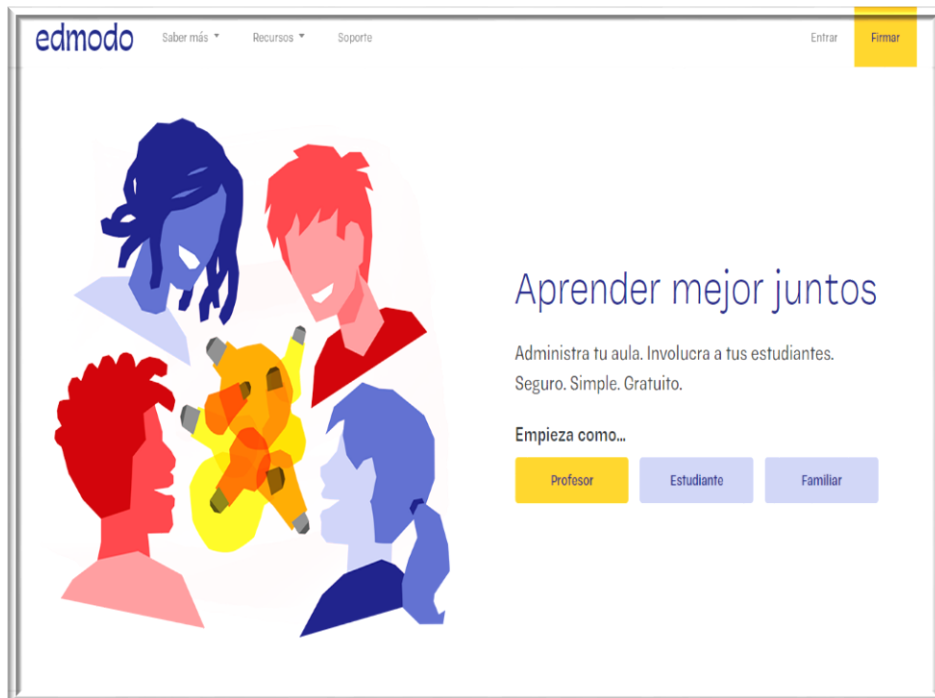 edmodo
Saber más
Recursos
Soporte
Entrar
Firmar
Aprender mejor juntos
Administra tu aula. Involucra a tus estudiantes.
Seguro. Simple. Gratuito.
Empieza como...
Profesor
Estudiante
Familiar